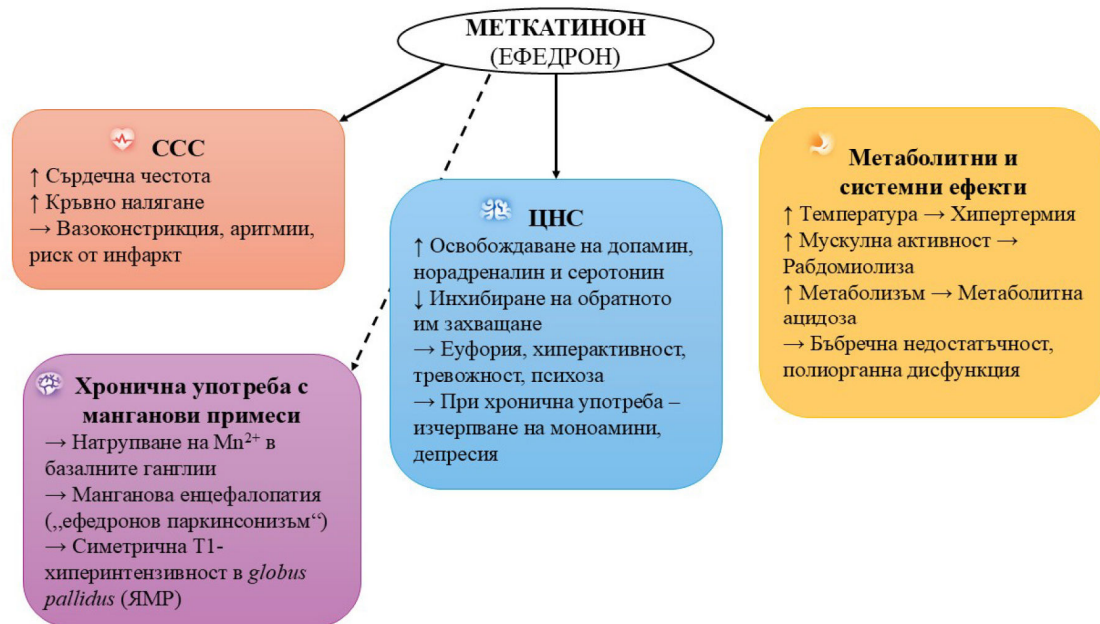 МЕТКАТИНОН
(ЕФЕДРОН)
ССС
↑ Сърдечна честота
↑ Кръвно налягане
→ Вазоконстрикция, аритмии,
риск от инфаркт
ЦНС
↑ Освобождаване на допамин,
норадреналин и серотонин
↓ Инхибиране на обратното
им захващане
→ Еуфория, хиперактивност,
тревожност, психоза
→ При хронична употреба –
изчерпване на моноамини,
депресия
Метаболитни и
системни ефекти
↑ Температура → Хипертермия
↑ Мускулна активност →
Рабдомиолиза
↑ Метаболизъм → Метаболитна
ацидоза
→ Бъбречна недостатъчност,
полиорганна дисфункция
Хронична употреба с
манганови примеси
→ Натрупване на Mn²⁺ в
базалните ганглии
→ Манганова енцефалопатия
(„ефедронов паркинсонизъм“)
→ Симетрична Т1-
хиперинтензивност в globus
pallidus (ЯМР)